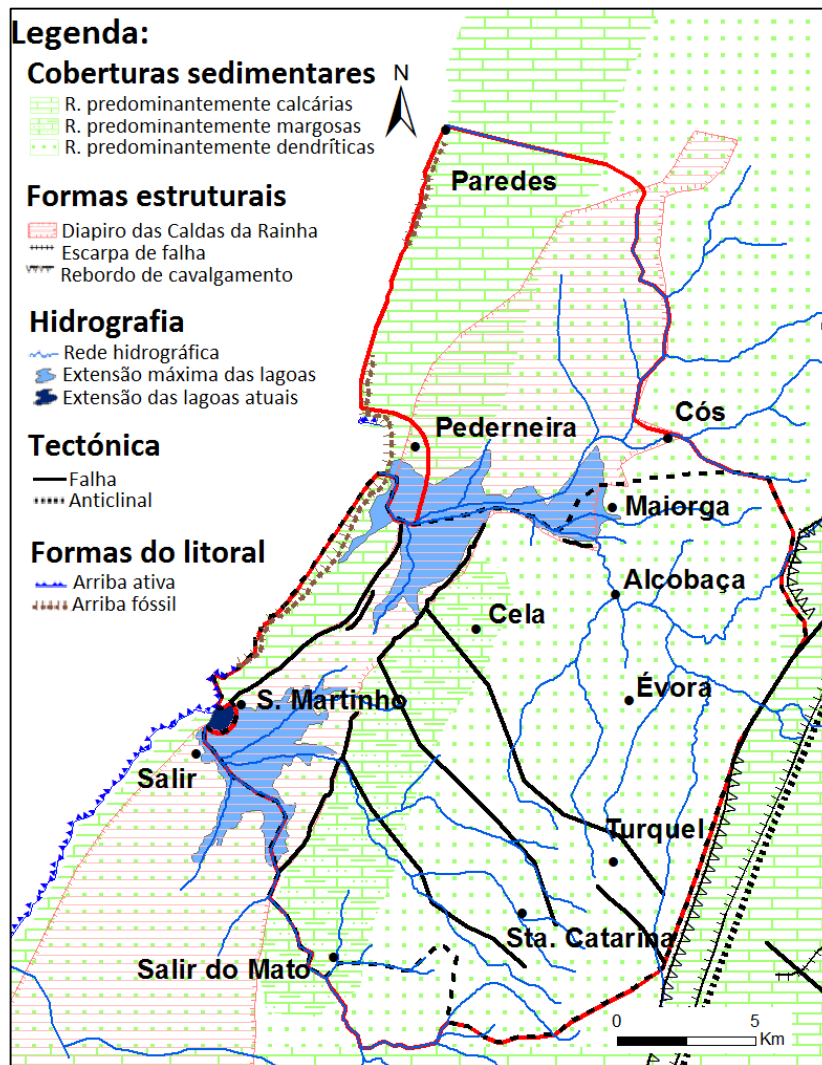 Legenda:
Coberturas sedimentares
R. predominantemente calcárias
R. predominantemente margosas
R. predominantemente dendríticas
N
Formas estruturais
Diapiro das Caldas da Rainha
Escarpa de falha
Rebordo de cavalgamento
Hidrografia
Rede hidrográfica
Extensão máxima das lagoas
Extensão das lagoas atuais
Tectónica
Falha
Anticlinal
Formas do litoral
Arriba ativa
Arriba fóssil
Paredes
Pederneira
Cós
Maiorga
Alcobaça
Cela
Évora
S. Martinho
Salir
Turquel
Sta. Catarina
Salir do Mato
0 5
Km